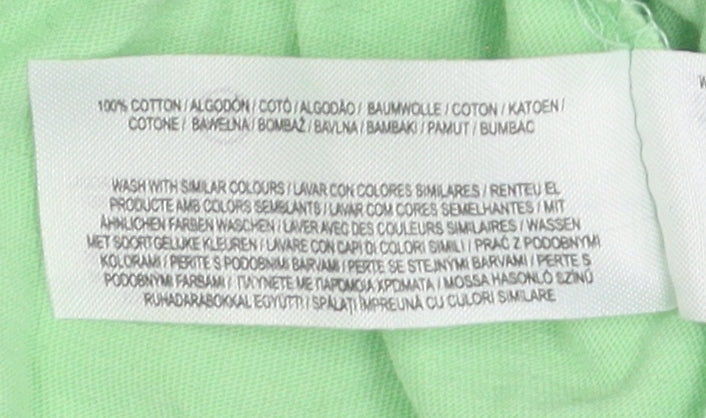 100% COTTON / ALGODÓN / COTÓ / ALGODÃO / BAUMWOLLE / COTON / KATOEN /
COTONE / BAWEŁNA / BOMBAŽ / BAVLNA / BAMBAKI / PAMUT / BUMBAC
WASH WITH SIMILAR COLOURS / LAVAR CON COLORES SIMILARES / RENTEU EL
PRODUCTE AMB COLORS SEMBLANTS / LAVAR COM CORES SEMELHANTES / MIT
ÄHNLICHEN FARBEN WASCHEN / LAVER AVEC DES COULEURS SIMILAIRES / WASSEN
MET SOORTGELIJKE KLEUREN / LAVARE CON CAPI DI COLORI SIMILI / PRAĆ Z PODOBNYMI
KOLORAMI / PERITE S PODOBNIMI BARVAMI / PERTE SE STEJNÝMI BARVAMI / PERTE S
PODOBNÝMI FARBAMI / ΠΛΥΝΕΤΕ ΜΕ ΠΑΡΟΜΟΙΑ ΧΡΩΜΑΤΑ / MOSSA HASONLÓ SZÍNŰ
RUHADARABOKKAL EGYÜTT / SPĂLAŢI ÎMPREUNĂ CU CULORI SIMILARE
W